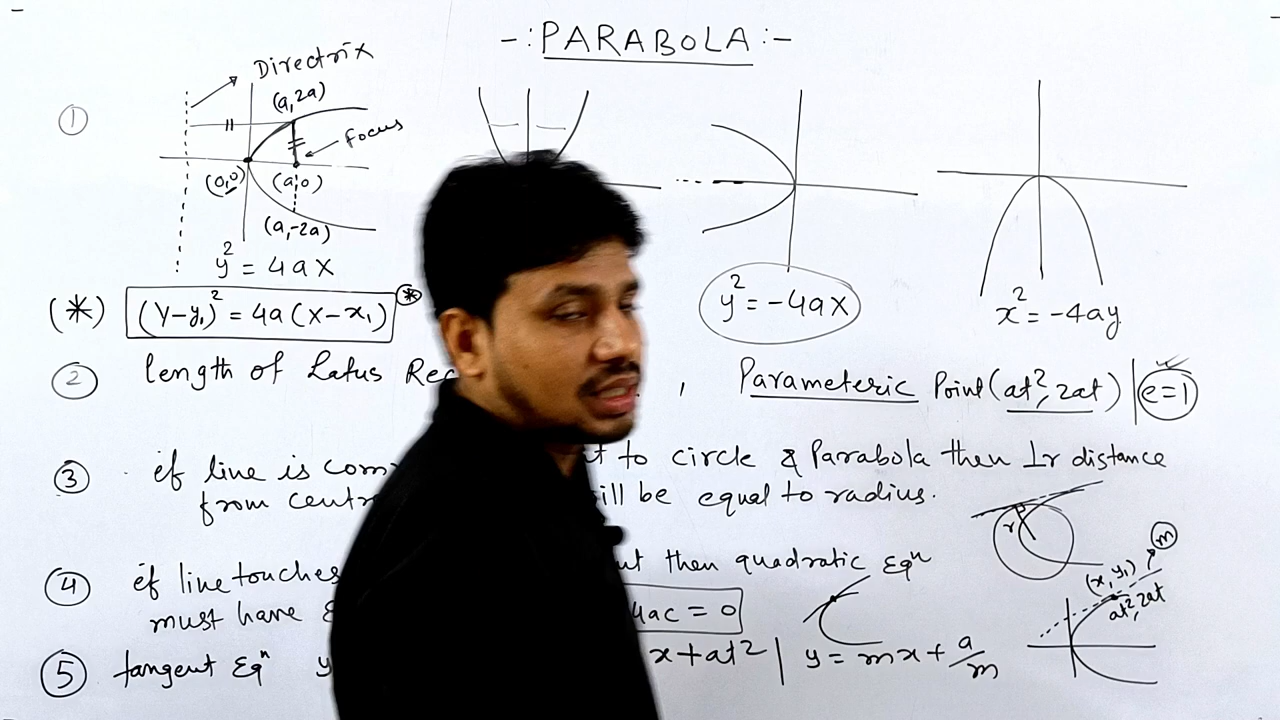 -:PARABOLA:-
Directrix
①
(a,2a)
Focus
(0,0)
(a,0)
(a,-2a)
y² = 4ax
y² = -4ax
x² = -4ay
(*) (Y-y₁)² = 4a(X-x₁) *
② length of Latus Rec , Parameteric Point (at², 2at) | e=1
③ if line is com t to circle & Parabola then ⊥r distance
from centr ill be equal to radius.
r
④ if line touches then quadratic Eqⁿ
must have 4ac = 0
m
(x, y₁)
at², 2at
⑤ tangent Eqⁿ y x+at² | y = mx + a/m